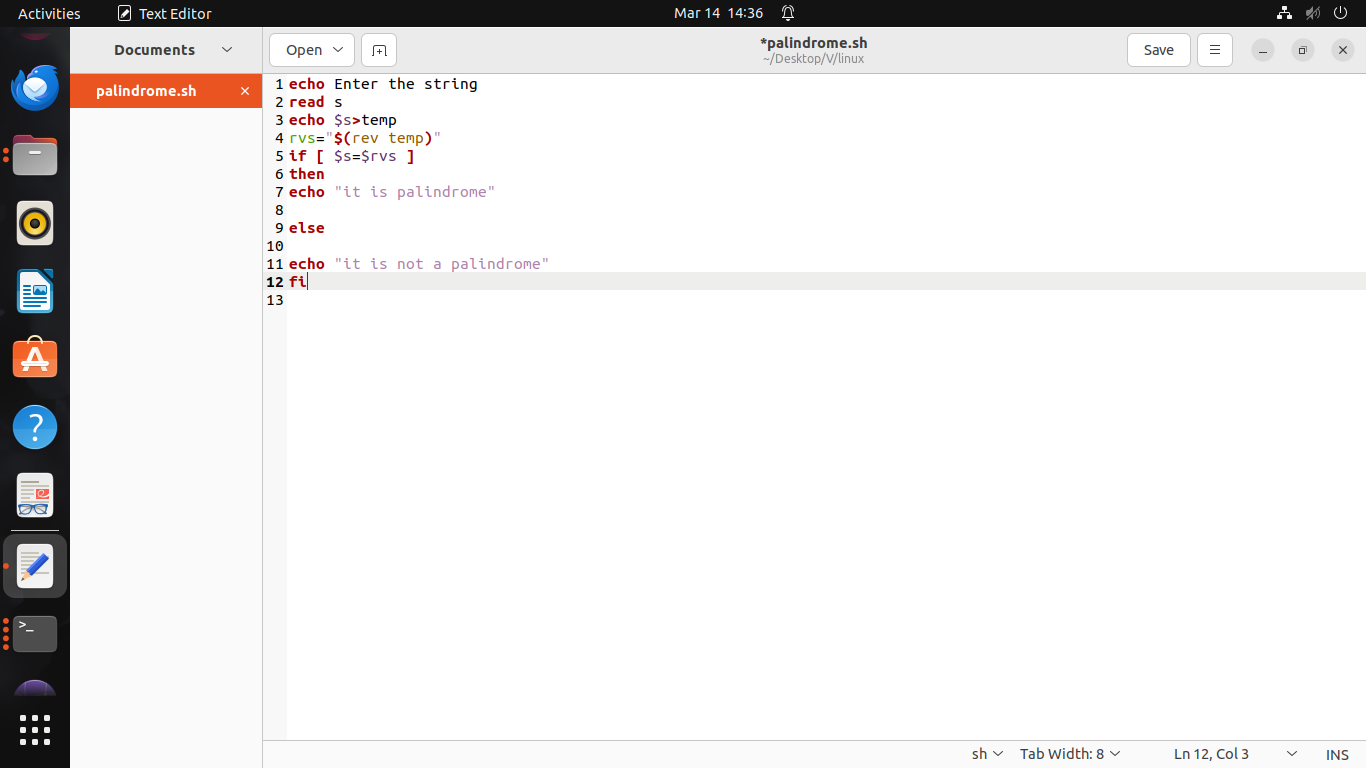 Activities
Text Editor
Mar 14 14:36
Documents
Open
*palindrome.sh
~/Desktop/V/linux
Save
palindrome.sh
1 echo Enter the string
2 read s
3 echo $s>temp
4 rvs="$(rev temp)"
5 if [ $s=$rvs ]
6 then
7 echo "it is palindrome"
8
9 else
10
11 echo "it is not a palindrome"
12 fi
13
sh
Tab Width: 8
Ln 12, Col 3
INS